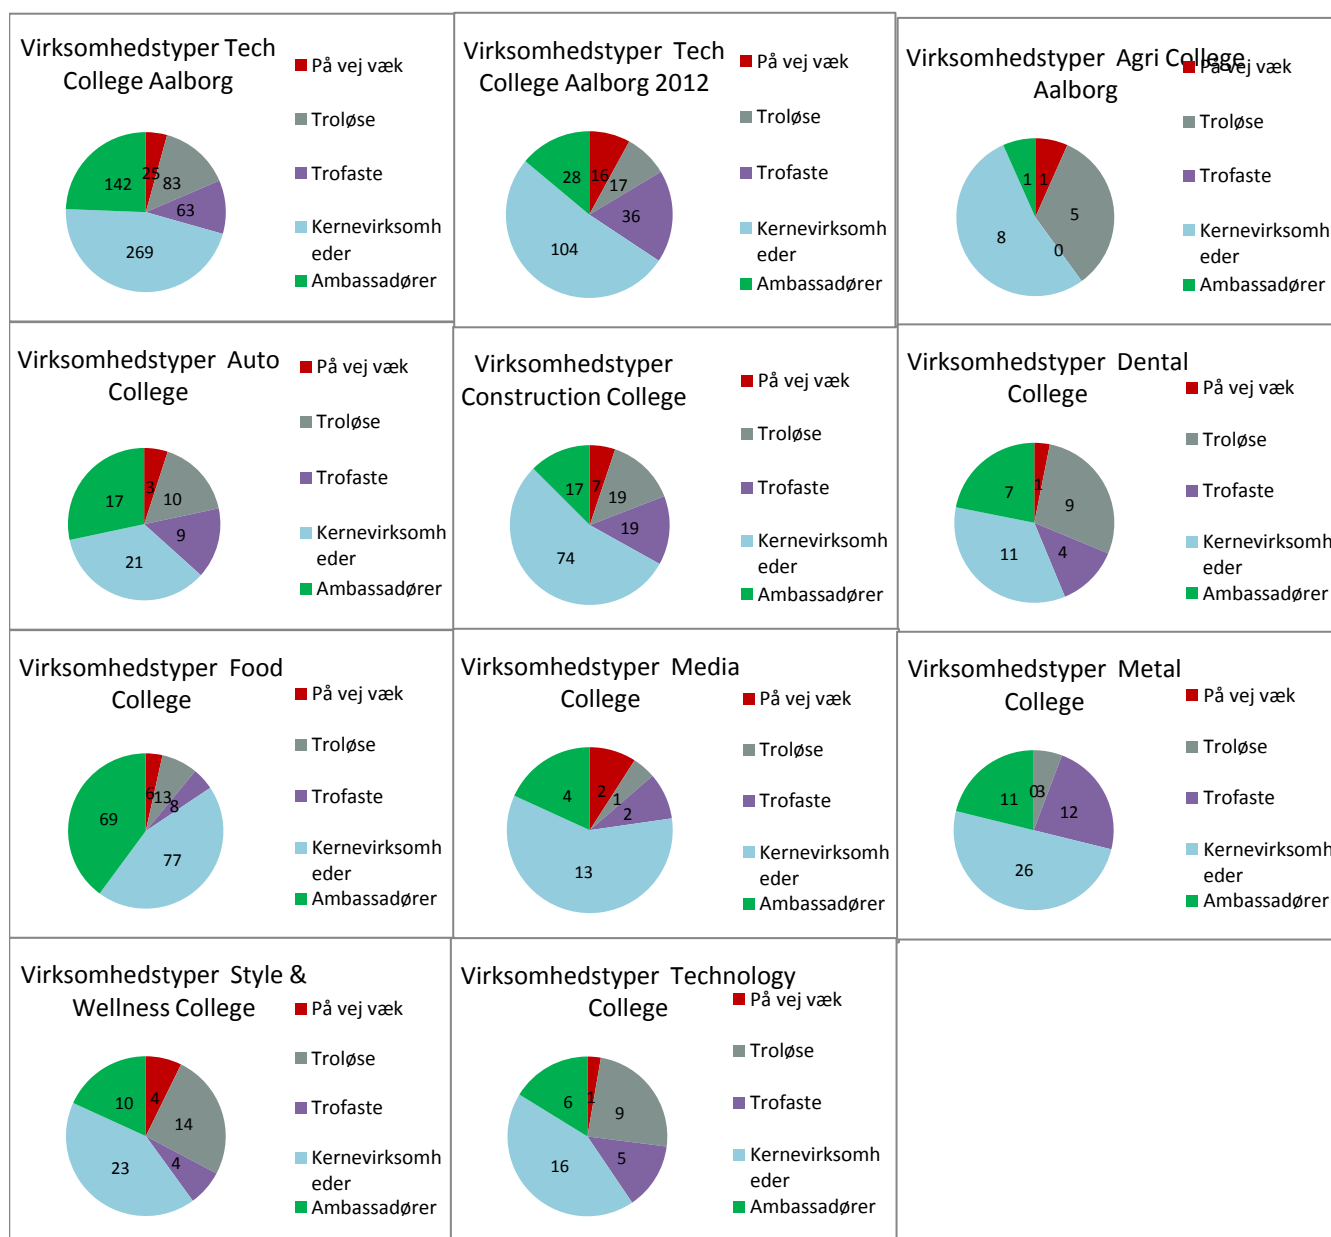 Virksomhedstyper Tech
College Aalborg
På vej væk
Troløse
Trofaste
Kernevirksomh
eder
Ambassadører
25
83
63
269
142
Virksomhedstyper Tech
College Aalborg 2012
På vej væk
Troløse
Trofaste
Kernevirksomh
eder
Ambassadører
16
17
36
104
28
Virksomhedstyper Agri College
Aalborg
På vej væk
Troløse
Trofaste
Kernevirksomh
eder
Ambassadører
1
5
0
8
1
Virksomhedstyper Auto
College
På vej væk
Troløse
Trofaste
Kernevirksomh
eder
Ambassadører
3
10
9
21
17
Virksomhedstyper
Construction College
På vej væk
Troløse
Trofaste
Kernevirksomh
eder
Ambassadører
7
19
19
74
17
Virksomhedstyper Dental
College
På vej væk
Troløse
Trofaste
Kernevirksomh
eder
Ambassadører
1
9
4
11
7
Virksomhedstyper Food
College
På vej væk
Troløse
Trofaste
Kernevirksomh
eder
Ambassadører
6
13
8
77
69
Virksomhedstyper Media
College
På vej væk
Troløse
Trofaste
Kernevirksomh
eder
Ambassadører
2
1
2
13
4
Virksomhedstyper Metal
College
På vej væk
Troløse
Trofaste
Kernevirksomh
eder
Ambassadører
0
3
12
26
11
Virksomhedstyper Style &
Wellness College
På vej væk
Troløse
Trofaste
Kernevirksomh
eder
Ambassadører
4
14
4
23
10
Virksomhedstyper Technology
College
På vej væk
Troløse
Trofaste
Kernevirksomh
eder
Ambassadører
1
9
5
16
6